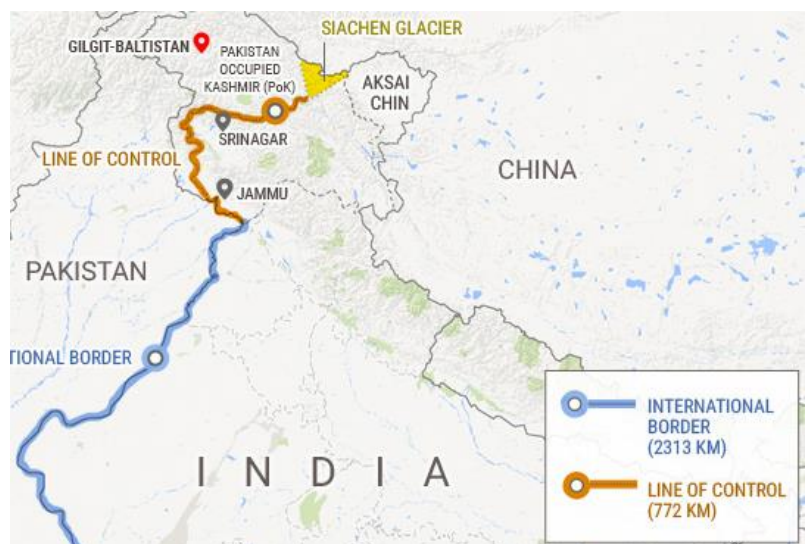 SIACHEN GLACIER
GILGIT-BALTISTAN
PAKISTAN
OCCUPIED
KASHMIR (PoK)
AKSAI
CHIN
SRINAGAR
LINE OF CONTROL
CHINA
JAMMU
PAKISTAN
TIONAL BORDER
INDIA
INTERNATIONAL
BORDER
(2313 KM)
LINE OF CONTROL
(772 KM)